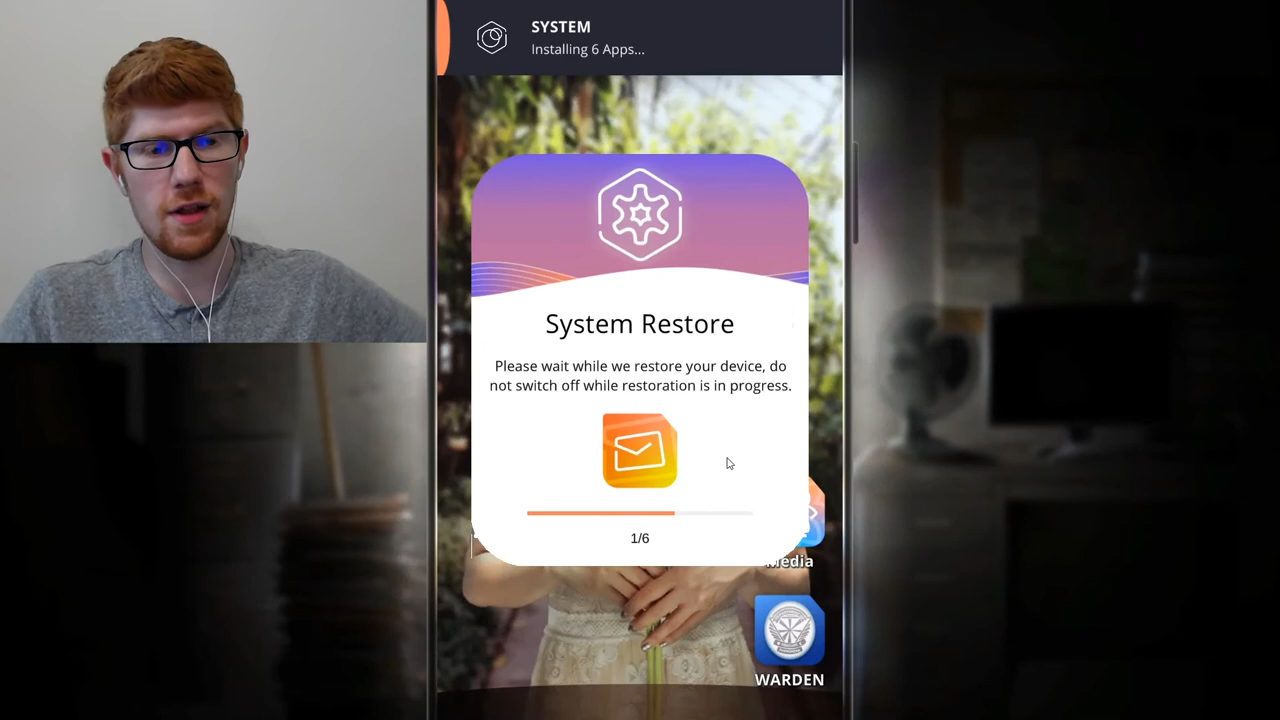 SYSTEM
Installing 6 Apps...
System Restore
Please wait while we restore your device, do
not switch off while restoration is in progress.
1/6
Media
WARDEN